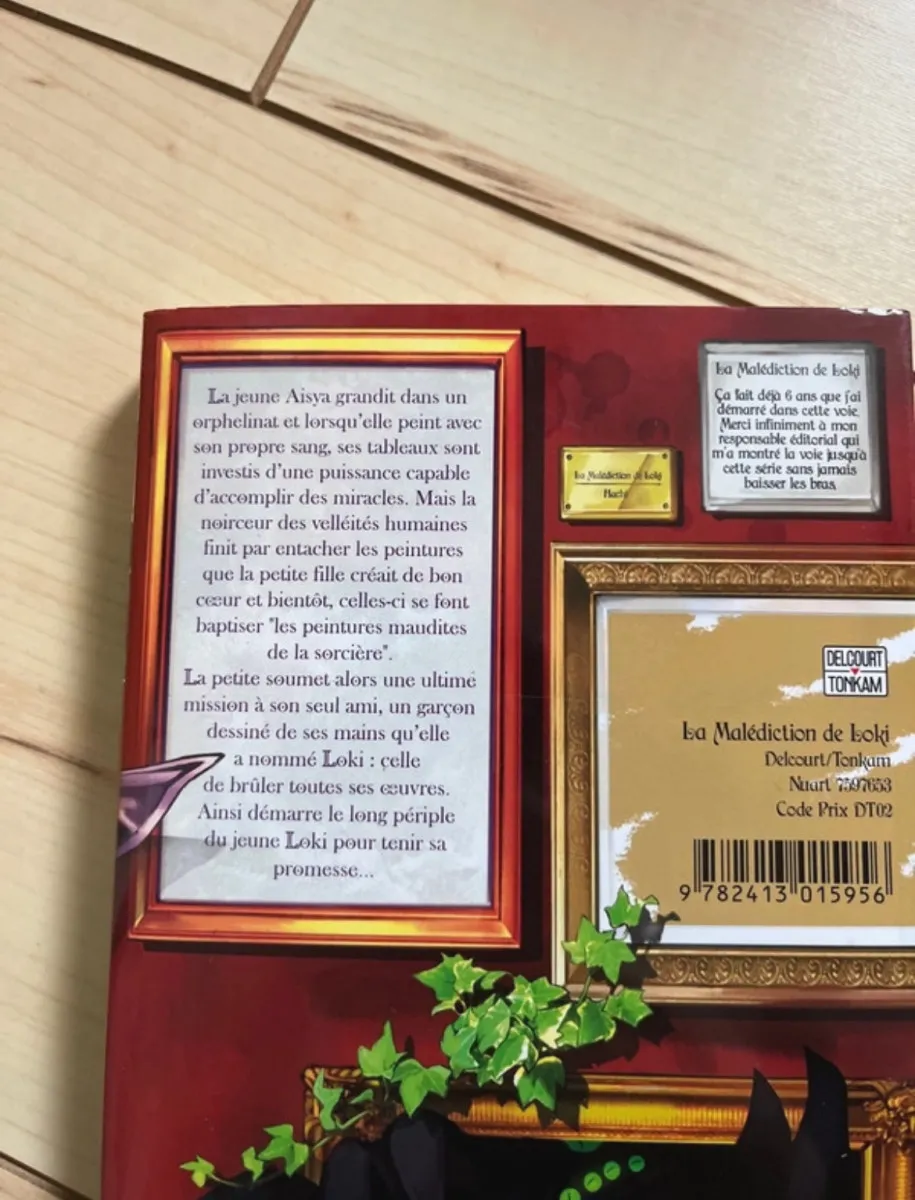 La jeune Aisya grandit dans un
orphelinat et lorsqu'elle peint avec
son propre sang, ses tableaux sont
investis d'une puissance capable
d'accomplir des miracles. Mais la
noirceur des velléités humaines
finit par entacher les peintures
que la petite fille créait de bon
cœur et bientôt, celles-ci se font
baptiser "les peintures maudites
de la sorcière".
La petite soumet alors une ultime
mission à son seul ami, un garçon
dessiné de ses mains qu'elle
a nommé Loki : celle
de brûler toutes ses œuvres.
Ainsi démarre le long périple
du jeune Loki pour tenir sa
promesse...
La Malédiction de Loki
La Malédiction de Loki
Ça fait déjà 6 ans que j'ai
démarré dans cette voie.
Merci infiniment à mon
responsable éditorial qui
m'a montré la voie jusqu'à
cette série sans jamais
baisser les bras.
DELCOURT
TONKAM
La Malédiction de Loki
Delcourt/Tonkam
Nuart 7597653
Code Prix DT02
9 782413 015956